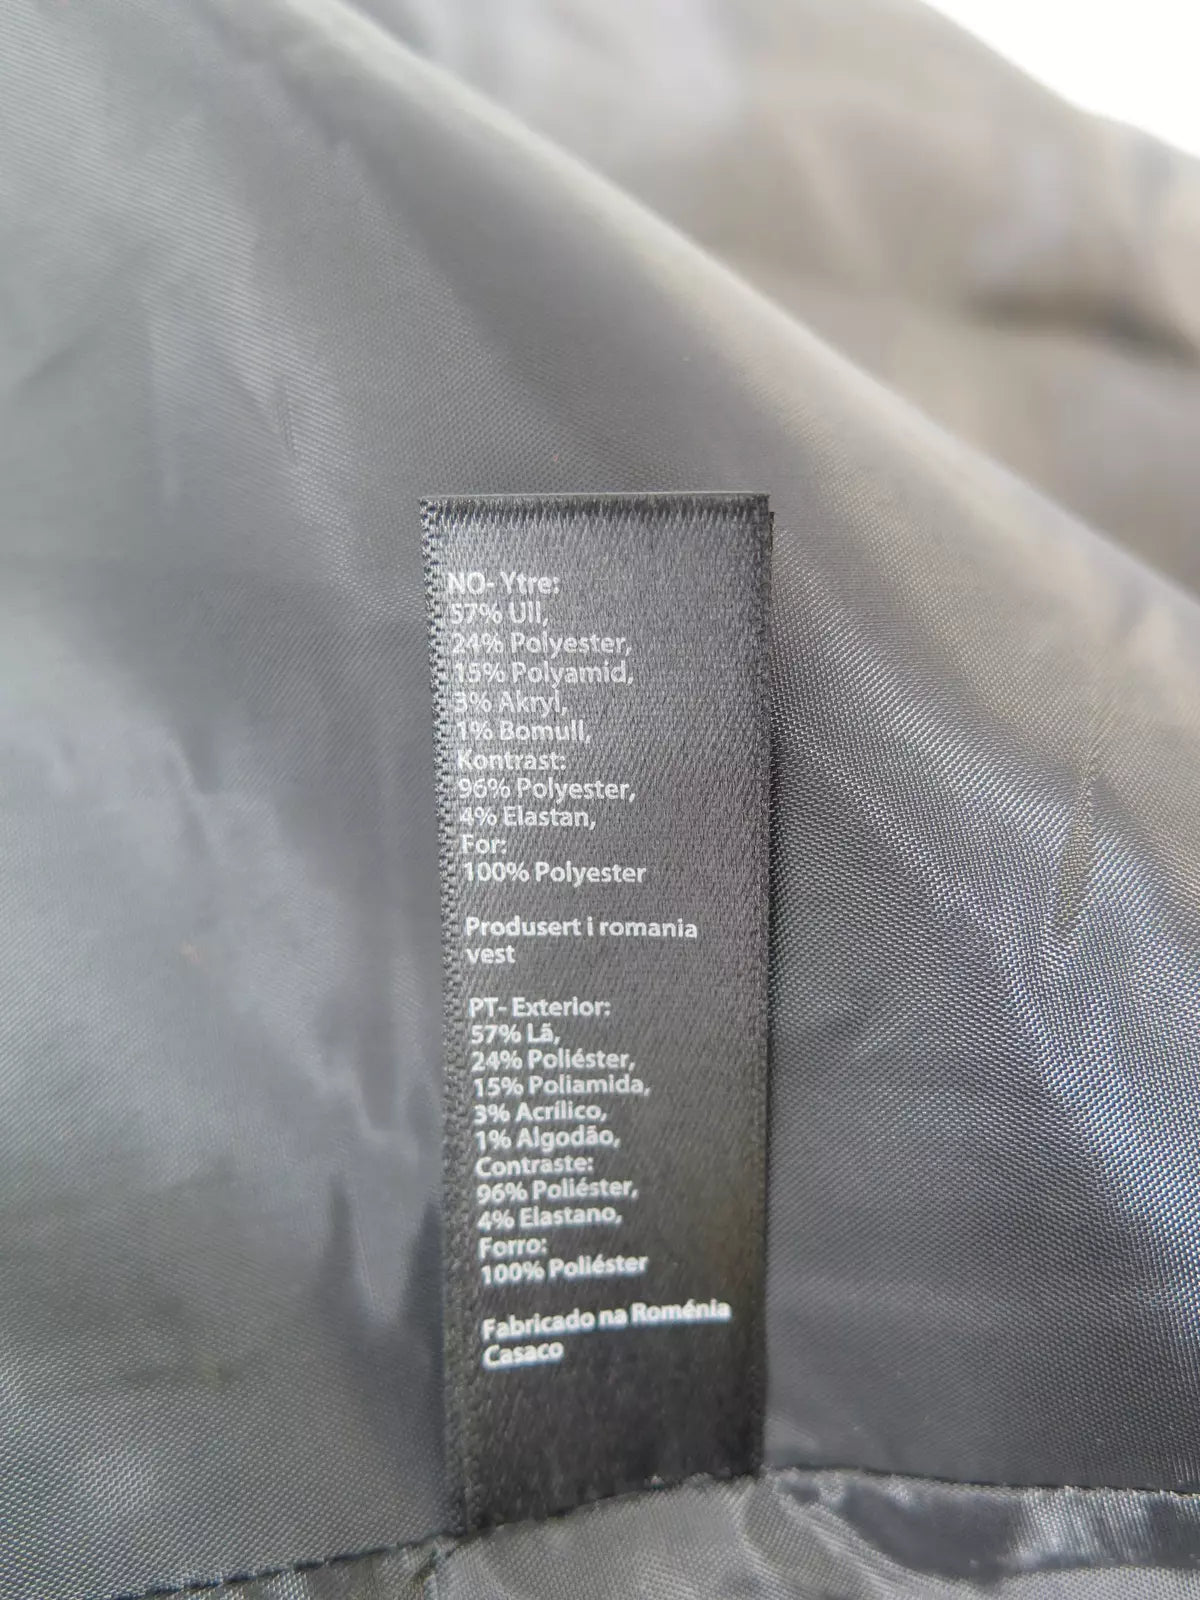 NO- Ytre:
57% Ull,
24% Polyester,
15% Polyamid,
3% Akryl,
1% Bomull,
Kontrast:
96% Polyester,
4% Elastan,
For:
100% Polyester
Produsert i romania
vest
PT- Exterior:
57% Lã,
24% Poliéster,
15% Poliamida,
3% Acrílico,
1% Algodão,
Contraste:
96% Poliéster,
4% Elastano,
Forro:
100% Poliéster
Fabricado na Roménia
Casaco